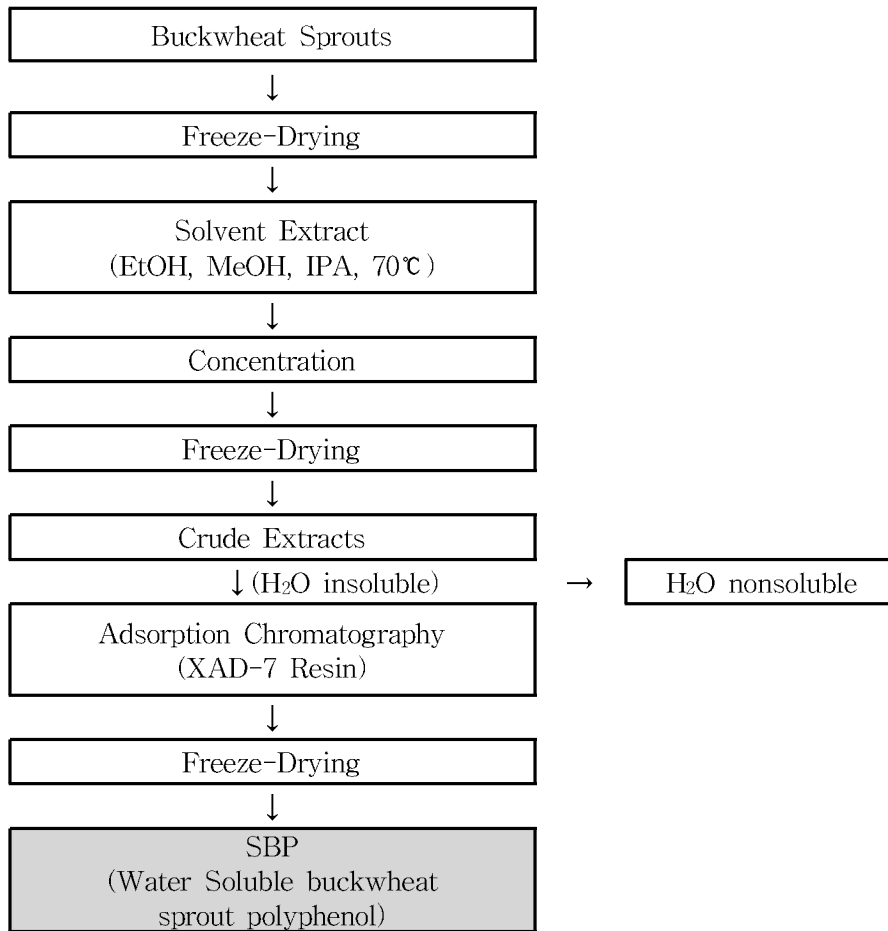 Buckwheat Sprouts
↓
Freeze-Drying
↓
Solvent Extract
(EtOH, MeOH, IPA, 70℃)
↓
Concentration
↓
Freeze-Drying
↓
Crude Extracts
↓(H₂O insoluble) → H₂O nonsoluble
Adsorption Chromatography
(XAD-7 Resin)
↓
Freeze-Drying
↓
SBP
(Water Soluble buckwheat
sprout polyphenol)